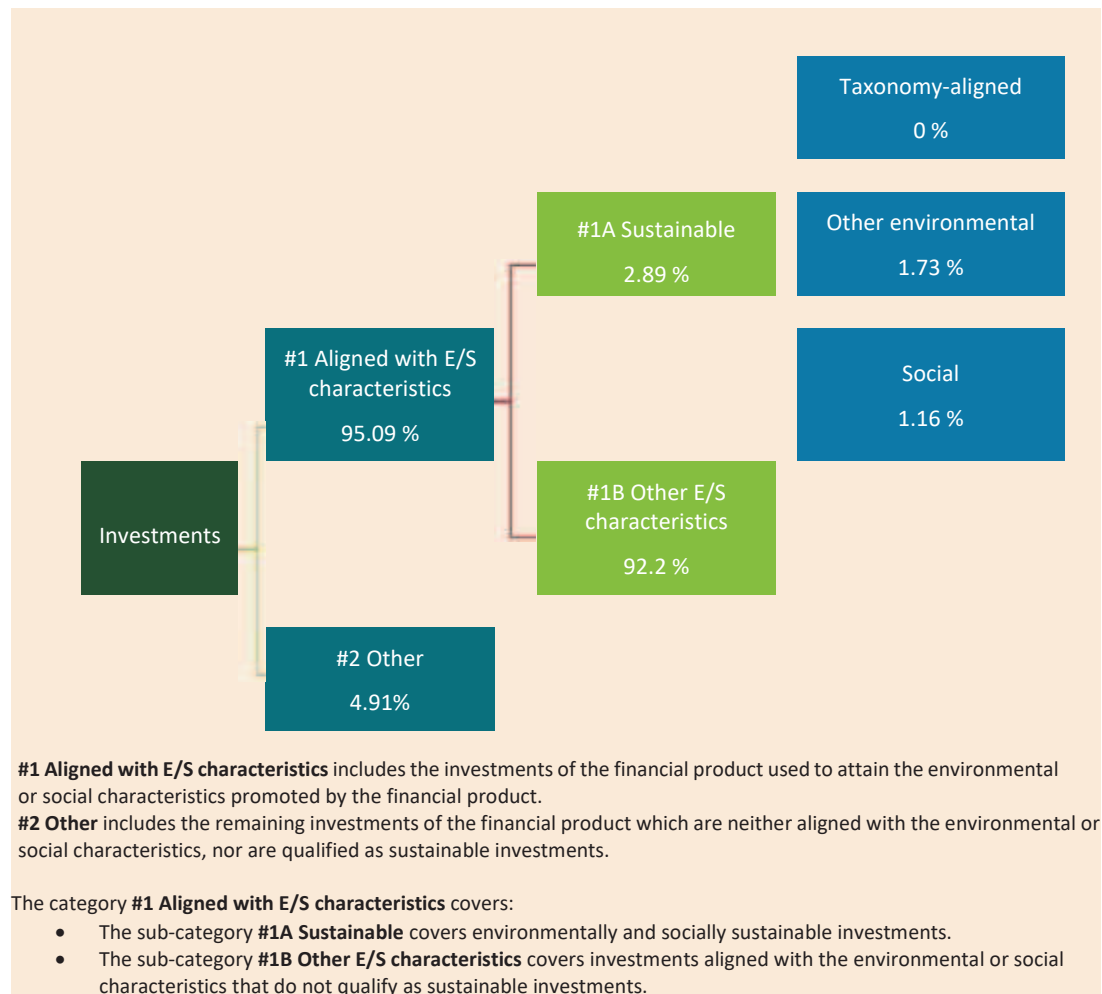 Taxonomy-aligned
0 %
#1A Sustainable
2.89 %
Other environmental
1.73 %
#1 Aligned with E/S
characteristics
95.09 %
Social
1.16 %
Investments
#1B Other E/S
characteristics
92.2 %
#2 Other
4.91%
#1 Aligned with E/S characteristics includes the investments of the financial product used to attain the environmental
or social characteristics promoted by the financial product.
#2 Other includes the remaining investments of the financial product which are neither aligned with the environmental or
social characteristics, nor are qualified as sustainable investments.
The category #1 Aligned with E/S characteristics covers:
• The sub-category #1A Sustainable covers environmentally and socially sustainable investments.
• The sub-category #1B Other E/S characteristics covers investments aligned with the environmental or social
characteristics that do not qualify as sustainable investments.